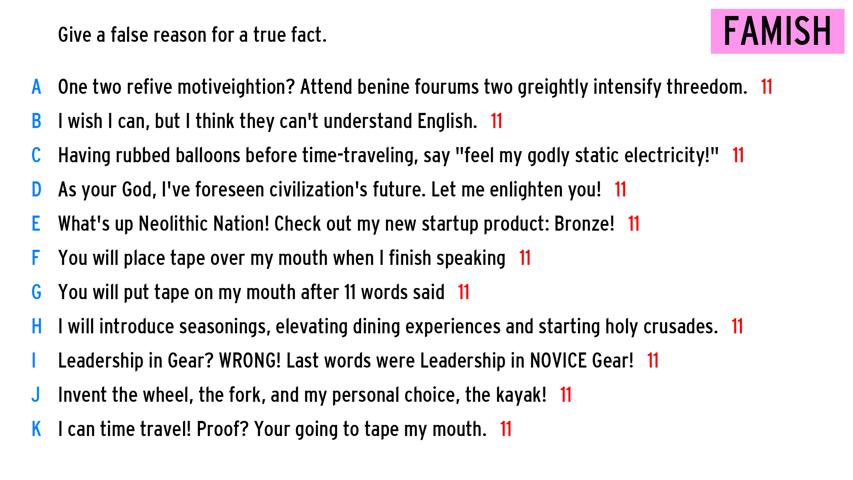 Give a false reason for a true fact.
FAMISH
A One two refive motiveightion? Attend benine fourums two greightly intensify threedom. 11
B I wish I can, but I think they can't understand English. 11
C Having rubbed balloons before time-traveling, say "feel my godly static electricity!" 11
D As your God, I've foreseen civilization's future. Let me enlighten you! 11
E What's up Neolithic Nation! Check out my new startup product: Bronze! 11
F You will place tape over my mouth when I finish speaking 11
G You will put tape on my mouth after 11 words said 11
H I will introduce seasonings, elevating dining experiences and starting holy crusades. 11
I Leadership in Gear? WRONG! Last words were Leadership in NOVICE Gear! 11
J Invent the wheel, the fork, and my personal choice, the kayak! 11
K I can time travel! Proof? Your going to tape my mouth. 11